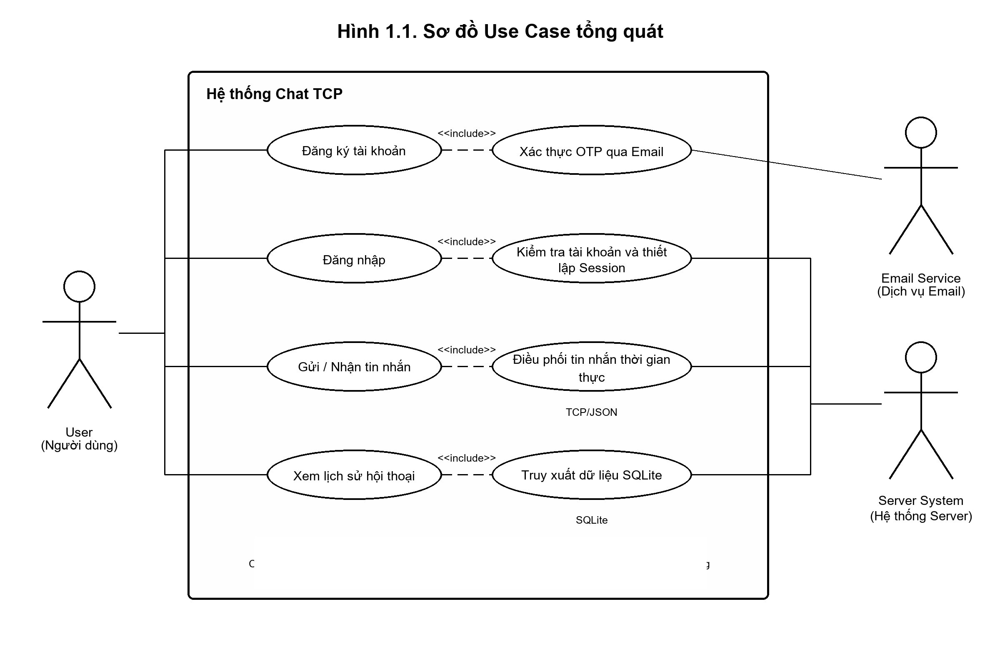 Hình 1.1. Sơ đồ Use Case tổng quát
Hệ thống Chat TCP
Đăng ký tài khoản
<<include>>
Xác thực OTP qua Email
Đăng nhập
<<include>>
Kiểm tra tài khoản và thiết
lập Session
Gửi / Nhận tin nhắn
<<include>>
Điều phối tin nhắn thời gian
thực
TCP/JSON
Xem lịch sử hội thoại
<<include>>
Truy xuất dữ liệu SQLite
SQLite
User
(Người dùng)
Email Service
(Dịch vụ Email)
Server System
(Hệ thống Server)